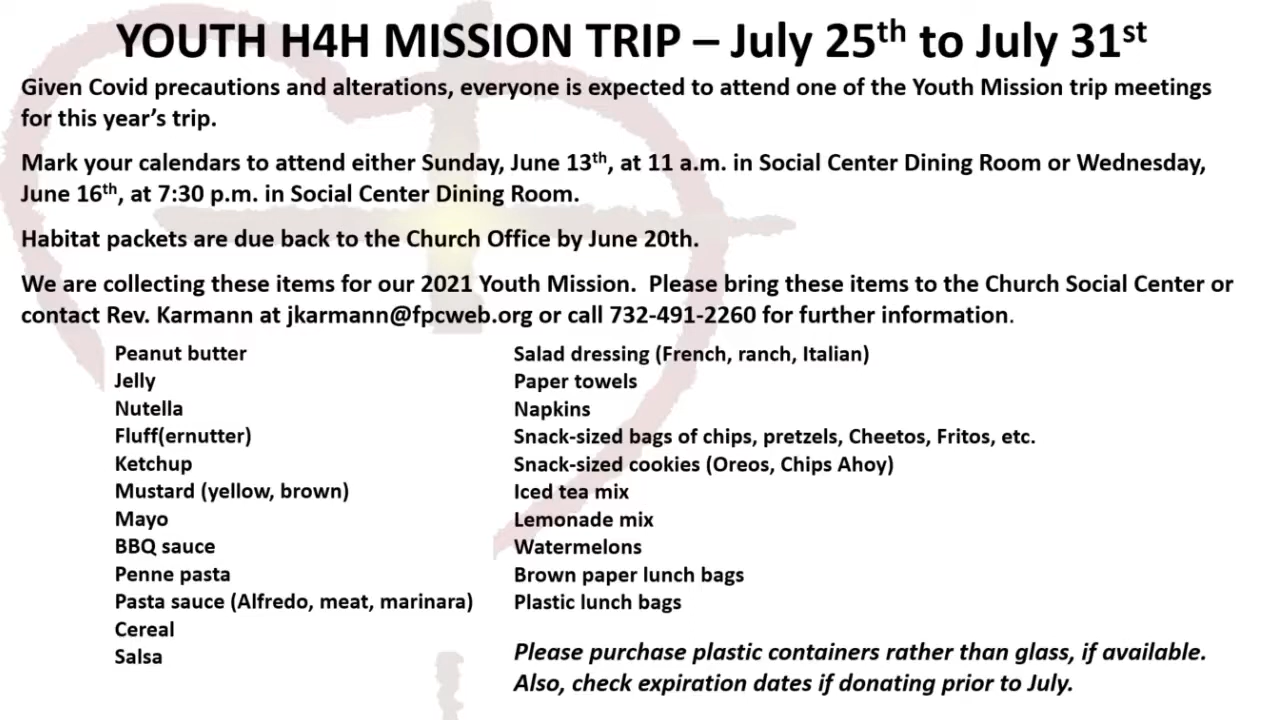 YOUTH H4H MISSION TRIP – July 25th to July 31st
Given Covid precautions and alterations, everyone is expected to attend one of the Youth Mission trip meetings
for this year’s trip.
Mark your calendars to attend either Sunday, June 13th, at 11 a.m. in Social Center Dining Room or Wednesday,
June 16th, at 7:30 p.m. in Social Center Dining Room.
Habitat packets are due back to the Church Office by June 20th.
We are collecting these items for our 2021 Youth Mission.  Please bring these items to the Church Social Center or
contact Rev. Karmann at jkarmann@fpcweb.org or call 732-491-2260 for further information.
Peanut butter
Jelly
Nutella
Fluff(ernutter)
Ketchup
Mustard (yellow, brown)
Mayo
BBQ sauce
Penne pasta
Pasta sauce (Alfredo, meat, marinara)
Cereal
Salsa
Salad dressing (French, ranch, Italian)
Paper towels
Napkins
Snack-sized bags of chips, pretzels, Cheetos, Fritos, etc.
Snack-sized cookies (Oreos, Chips Ahoy)
Iced tea mix
Lemonade mix
Watermelons
Brown paper lunch bags
Plastic lunch bags
Please purchase plastic containers rather than glass, if available.
Also, check expiration dates if donating prior to July.